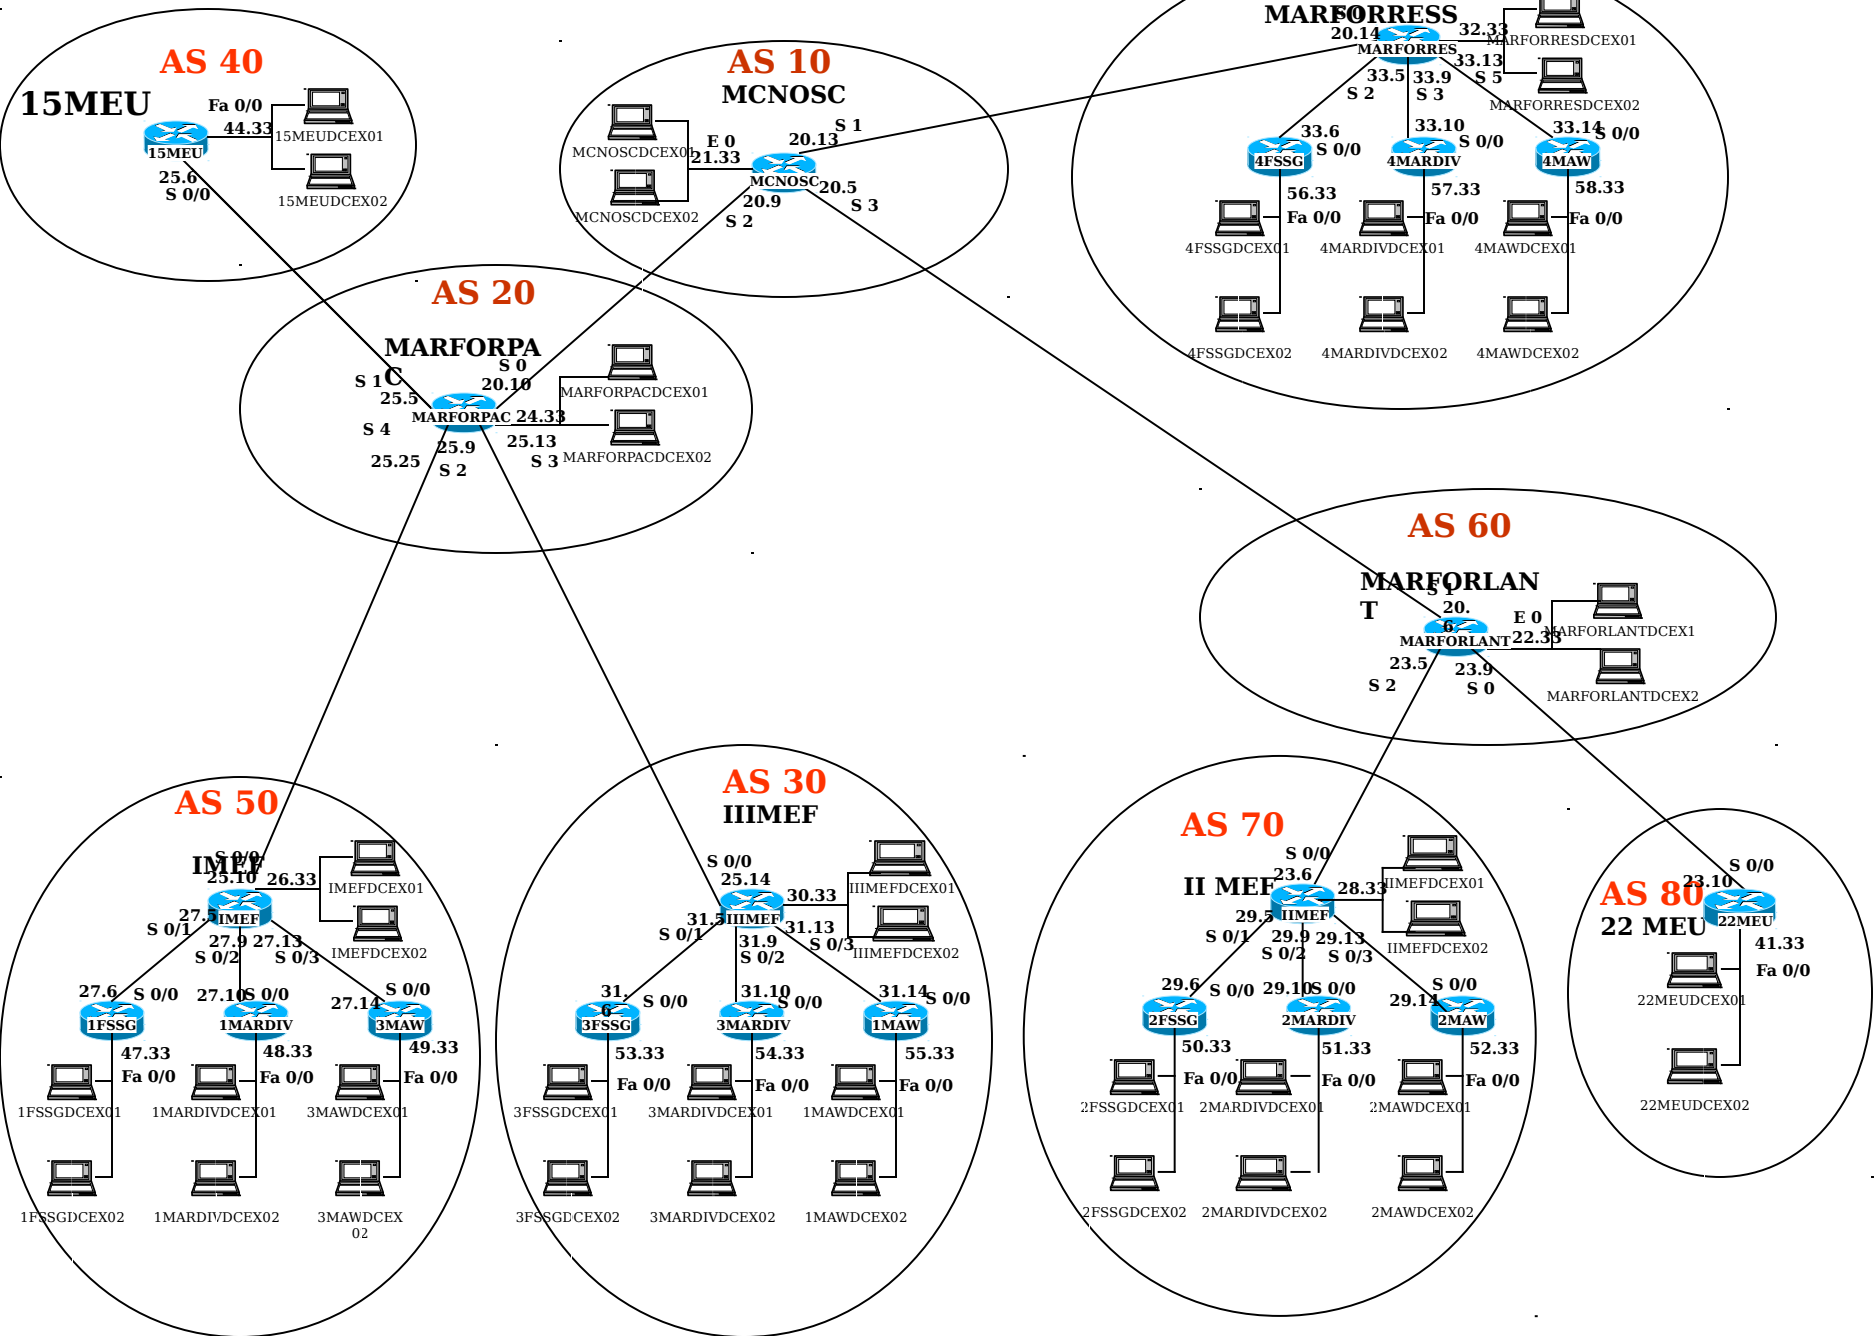 AS 40
15MEU
Fa 0/0
44.33
15MEU
25.6
S 0/0
15MEUDCEX01
15MEUDCEX02
AS 10
MCNOSC
MCNOSCDCEX01
MCNOSCDCEX02
E 0
21.33
MCNOSC
20.13
S 1
20.5
S 3
20.9
S 2
MARFORRESS
S 0
20.14
MARFORRES
32.33
MARFORRESDCEX01
33.13
S 5
MARFORRESDCEX02
33.5
S 2
33.9
S 3
33.6
S 0/0
33.10
S 0/0
33.14
S 0/0
4FSSG
4MARDIV
4MAW
56.33
Fa 0/0
57.33
Fa 0/0
58.33
Fa 0/0
4FSSGDCEX01
4MARDIVDCEX01
4MAWDCEX01
4FSSGDCEX02
4MARDIVDCEX02
4MAWDCEX02
AS 20
MARFORPA
C
S 1
25.5
S 0
20.10
MARFORPAC
24.33
MARFORPACDCEX01
MARFORPACDCEX02
S 4
25.25
25.9
S 2
25.13
S 3
AS 60
MARFORLAN
T
S 1
20.
6
MARFORLANT
E 0
22.33
MARFORLANTDCEX1
MARFORLANTDCEX2
23.5
S 2
23.9
S 0
AS 50
IMEF
S 0/0
25.10
26.33
IMEFDCEX01
IMEFDCEX02
IMEF
27.5
S 0/1
27.9
S 0/2
27.13
S 0/3
27.6
S 0/0
27.10
S 0/0
27.14
S 0/0
1FSSG
1MARDIV
3MAW
47.33
Fa 0/0
48.33
Fa 0/0
49.33
Fa 0/0
1FSSGDCEX01
1MARDIVDCEX01
3MAWDCEX01
1FSSGDCEX02
1MARDIVDCEX02
3MAWDCEX
02
AS 30
IIIMEF
S 0/0
25.14
30.33
IIIMEFDCEX01
IIIMEFDCEX02
IIIMEF
31.5
S 0/1
31.9
S 0/2
31.13
S 0/3
31.
6
S 0/0
31.10
S 0/0
31.14
S 0/0
3FSSG
3MARDIV
1MAW
53.33
Fa 0/0
54.33
Fa 0/0
55.33
Fa 0/0
3FSSGDCEX01
3MARDIVDCEX01
1MAWDCEX01
3FSSGDCEX02
3MARDIVDCEX02
1MAWDCEX02
AS 70
II MEF
S 0/0
23.6
28.33
IIMEFDCEX01
IIMEFDCEX02
IIMEF
29.5
S 0/1
29.9
S 0/2
29.13
S 0/3
29.6
S 0/0
29.10
S 0/0
29.14
S 0/0
2FSSG
2MARDIV
2MAW
50.33
Fa 0/0
51.33
Fa 0/0
52.33
Fa 0/0
2FSSGDCEX01
2MARDIVDCEX01
2MAWDCEX01
2FSSGDCEX02
2MARDIVDCEX02
2MAWDCEX02
AS 80
22 MEU
S 0/0
23.10
22MEU
41.33
Fa 0/0
22MEUDCEX01
22MEUDCEX02